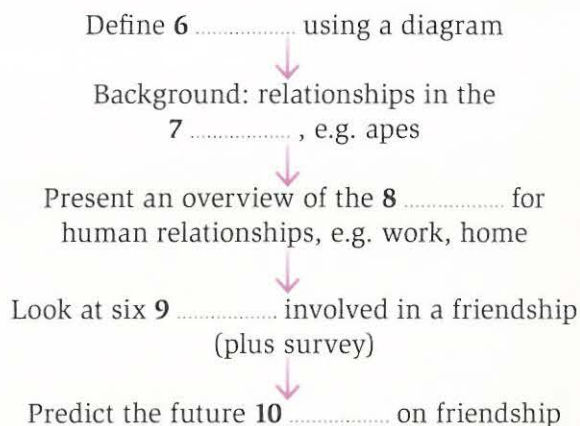 Define 6 ................ using a diagram
Background: relationships in the
7 ................ , e.g. apes
Present an overview of the 8 ................ for
human relationships, e.g. work, home
Look at six 9 ................ involved in a friendship
(plus survey)
Predict the future 10 ................ on friendship